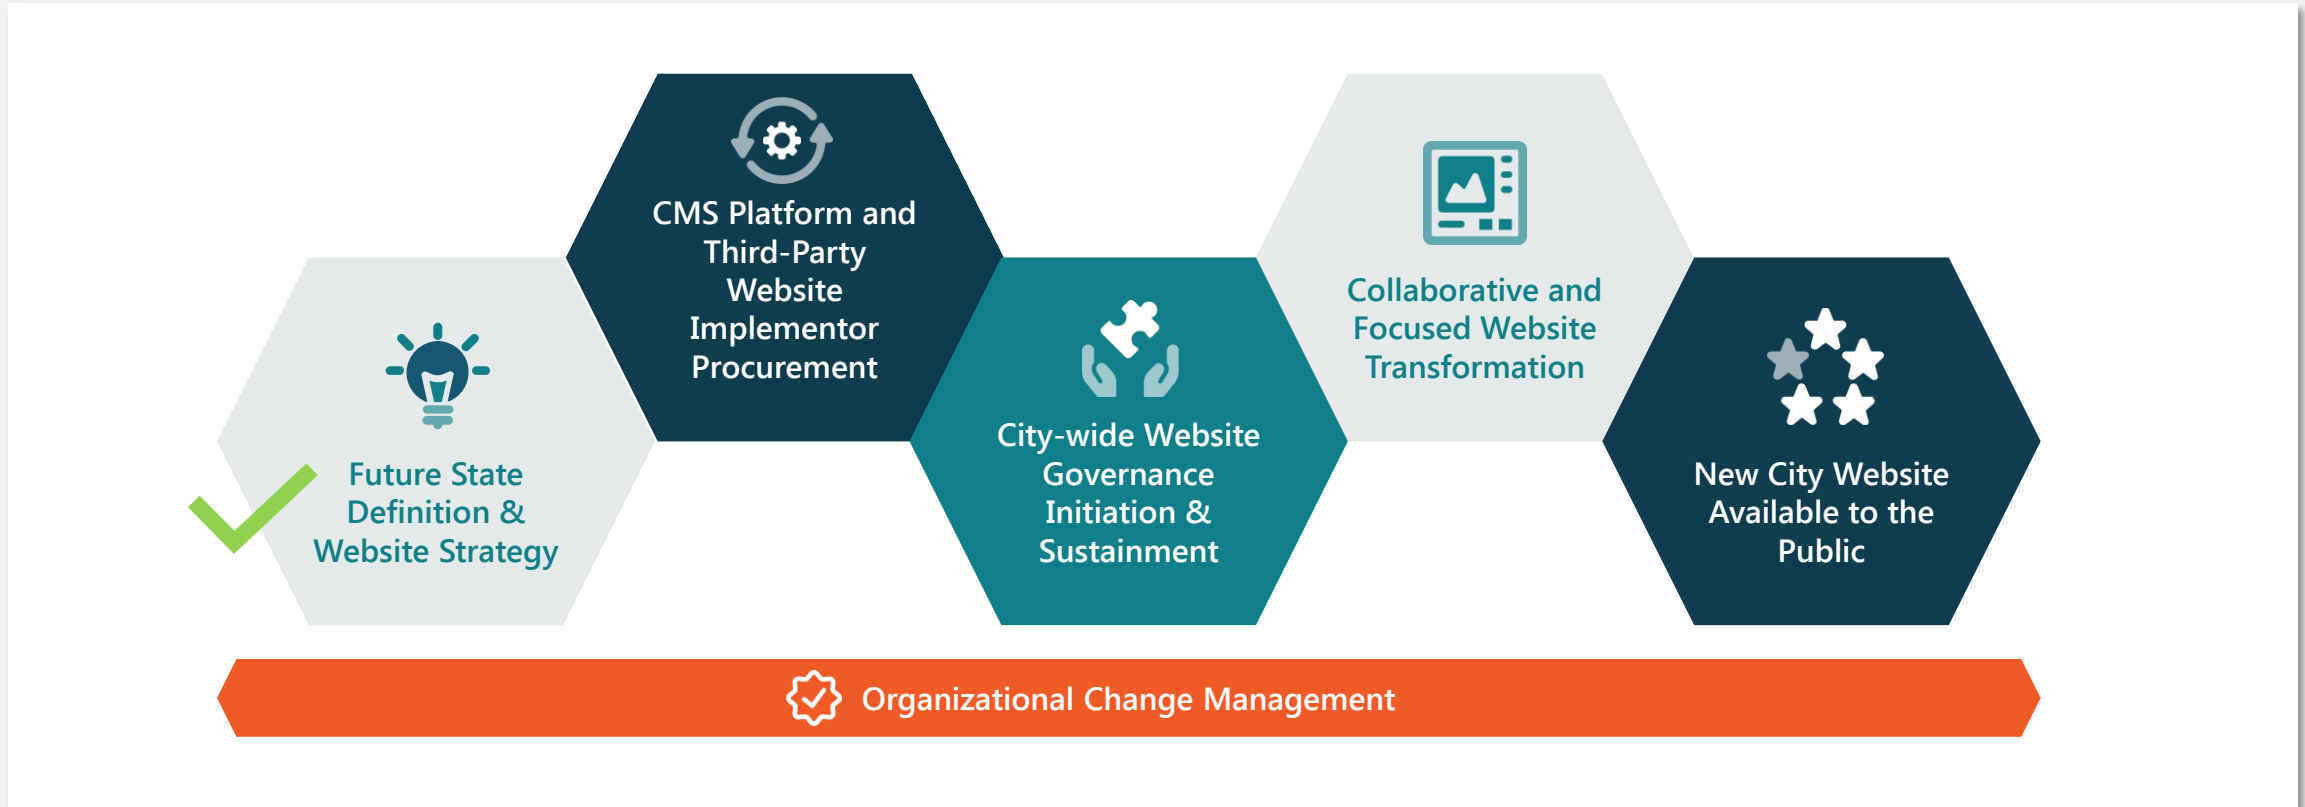 Future State
Definition &
Website Strategy
CMS Platform and
Third-Party
Website
Implementor
Procurement
City-wide Website
Governance
Initiation &
Sustainment
Collaborative and
Focused Website
Transformation
New City Website
Available to the
Public
Organizational Change Management